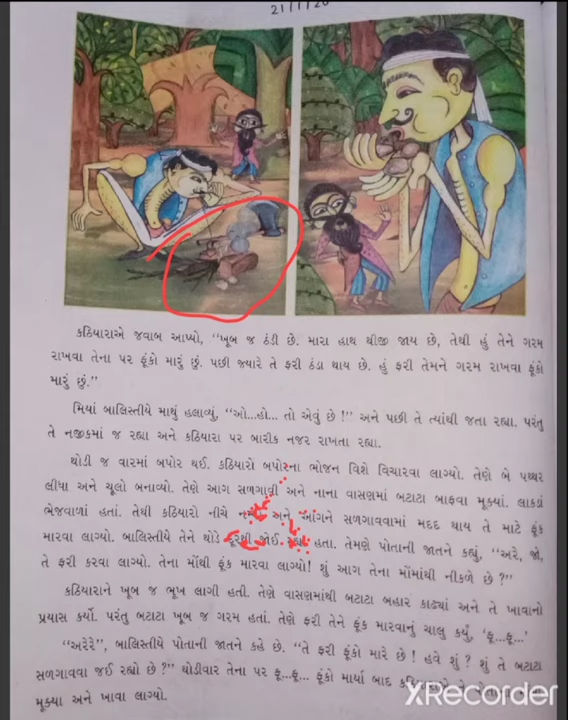 21/1/20
કઠિયારાએ જવાબ આપ્યો, “ખૂબ જ ઠંડી છે. મારા હાથ થીજી જાય છે, તેથી હું તેને ગરમ
રાખવા તેના પર ફૂંકો મારું છું. પછી જ્યારે તે ફરી ઠંડા થાય છે. હું ફરી તેમને ગરમ રાખવા ફૂંકો
મારું છું.”
મિયાં બાલિસ્તીયે માથું હલાવ્યું, “ઓ...હો... તો એવું છે !” અને પછી તે ત્યાંથી જતા રહ્યા. પરંતુ
તે નજીકમાં જ રહ્યા અને કઠિયારા પર બારીક નજર રાખતા રહ્યા.
થોડી જ વારમાં બપોર થઈ. કઠિયારો બપોરના ભોજન વિશે વિચારવા લાગ્યો. તેણે બે પથ્થર
લીધા અને ચૂલો બનાવ્યો. તેણે આગ સળગાવી અને નાના વાસણમાં બટાટા બાફવા મૂક્યાં. લાકડાં
ભેજવાળાં હતાં. તેથી કઠિયારો નીચે અને આગને સળગાવવામાં મદદ થાય તે માટે ફૂંક
મારવા લાગ્યો. બાલિસ્તીયે તેને થોડે દૂરથી જોઈ રહ્યા હતા. તેમણે પોતાની જાતને કહ્યું, “અરે, જો,
તે ફરી કરવા લાગ્યો. તેના મોંથી ફૂંક મારવા લાગ્યો! શું આગ તેના મોંમાંથી નીકળે છે ?”
કઠિયારાને ખૂબ જ ભૂખ લાગી હતી. તેણે વાસણમાંથી બટાટા બહાર કાઢ્યાં અને તે ખાવાનો
પ્રયાસ કર્યો. પરંતુ બટાટા ખૂબ જ ગરમ હતાં. તેણે ફરી તેને ફૂંક મારવાનું ચાલુ કર્યું, ‘ફૂ...ફૂ...’
“અરેરે”, બાલિસ્તીયે પોતાની જાતને કહે છે. “તે ફરી ફૂંકો મારે છે ! હવે શું ? શું તે બટાટા
સળગાવવા જઈ રહ્યો છે ?” થોડીવાર તેના પર ફૂ...ફૂ... ફૂંકો માર્યા બાદ
મૂક્યા અને ખાવા લાગ્યો.
XRecorder